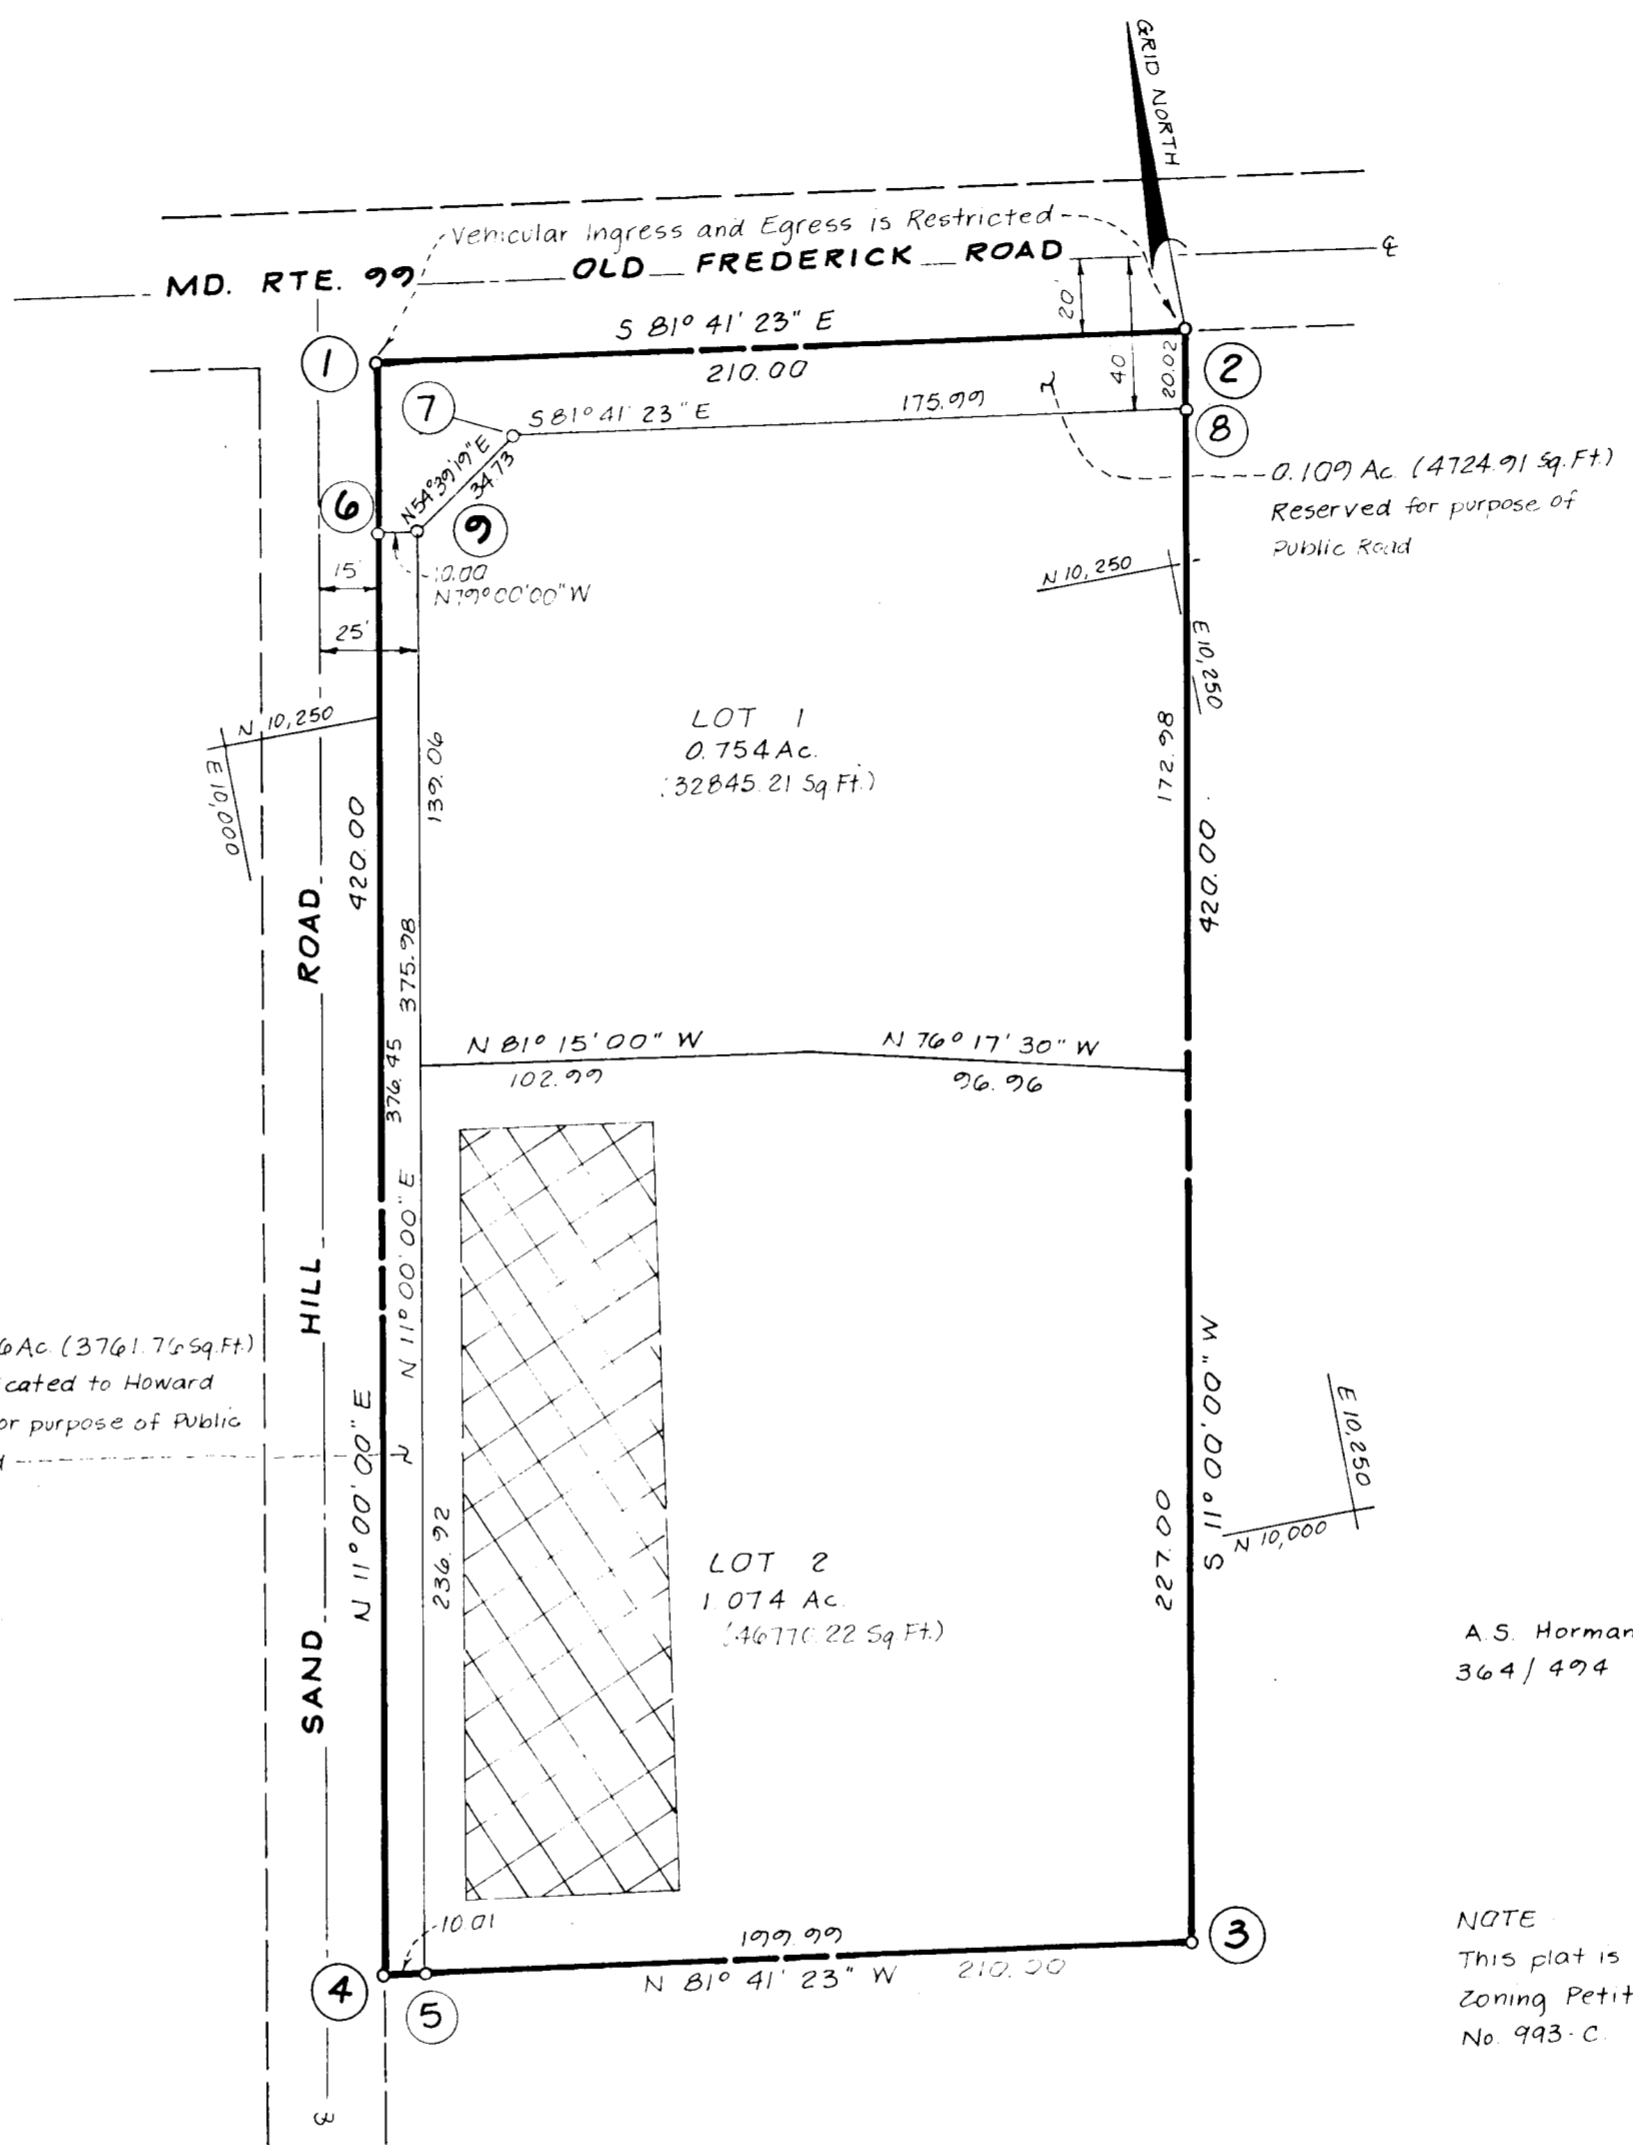 GRID NORTH
Vehicular Ingress and Egress is Restricted
MD. RTE. 99 OLD FREDERICK ROAD
20'
40
20.02
S 81° 41' 23" E
210.00
1
2
7
S 81° 41' 23" E
175.99
8
N54°39'19"E
34.73
6
9
0.109 Ac. (4724.91 Sq.Ft.)
Reserved for purpose of
Public Road
15'
10.00
N79°00'00"W
25'
N 10,250
E 10,250
N 10,250
E 10,000
LOT 1
0.754 Ac.
(32845.21 Sq.Ft.)
139.06
172.98
420.00
420.00
375.98
376.45
N 81° 15' 00" W
102.99
N 76° 17' 30" W
96.96
SAND HILL ROAD
N 11° 00' 00" E
N 11° 00' 00" E
6 Ac. (3761.76 Sq.Ft.)
cated to Howard
or purpose of Public
S 11° 00' 00" W
E 10,250
N 10,000
236.92
227.00
LOT 2
1.074 Ac.
22 Sq.Ft.)
A.S. Horman
364/494
10.01
199.99
N 81° 41' 23" W 210.00
3
4
5
NOTE
This plat is
Zoning Petit
No. 993-C.